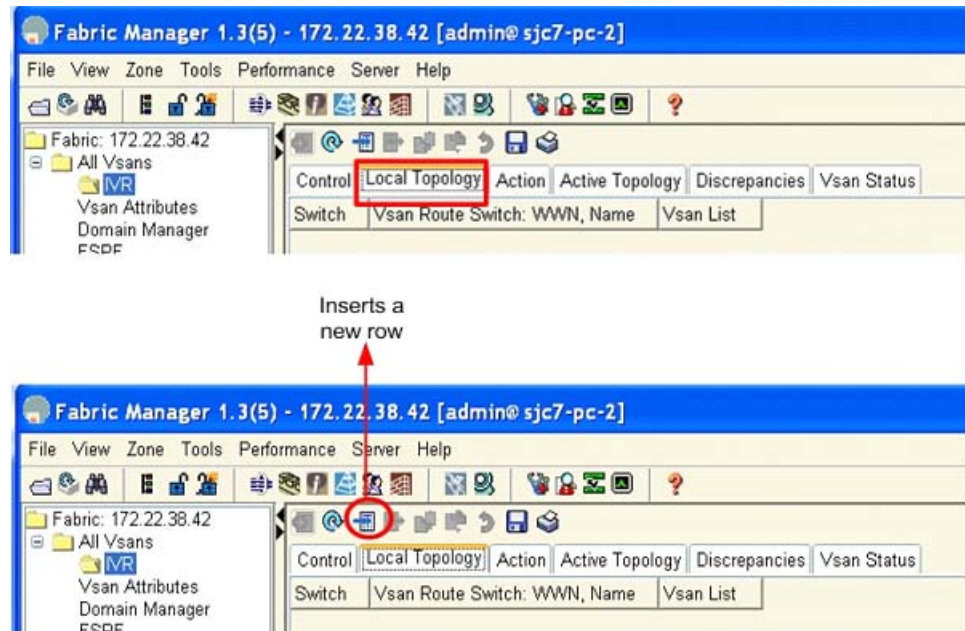 Fabric Manager 1.3(5) - 172.22.38.42 [admin@sjc7-pc-2]
File View Zone Tools Performance Server Help
Fabric: 172.22.38.42
All Vsans
IVR
Vsan Attributes
Domain Manager
FSPF
Control Local Topology Action Active Topology Discrepancies Vsan Status
Switch Vsan Route Switch: WWN, Name Vsan List
Inserts a
new row
Fabric Manager 1.3(5) - 172.22.38.42 [admin@sjc7-pc-2]
File View Zone Tools Performance Server Help
Fabric: 172.22.38.42
All Vsans
IVR
Vsan Attributes
Domain Manager
FSPF
Control Local Topology Action Active Topology Discrepancies Vsan Status
Switch Vsan Route Switch: WWN, Name Vsan List